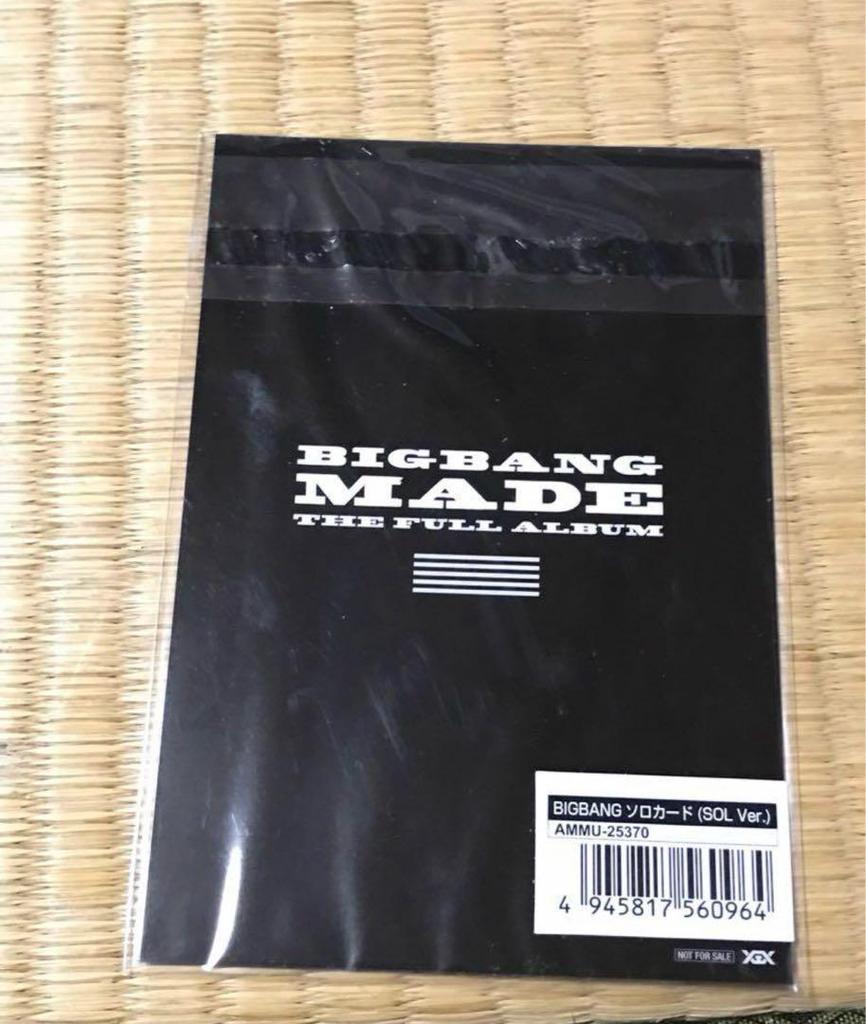 BIGBANG
MADE
THE FULL ALBUM
BIGBANG ソロカード (SOL Ver.)
AMMU-25370
4 945817 560964
NOT FOR SALE